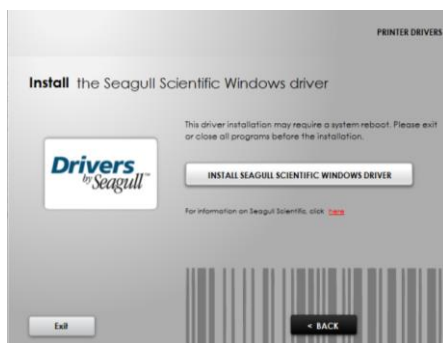 PRINTER DRIVERS
Install the Seagull Scientific Windows driver
This driver installation may require a system reboot. Please exit
or close all programs before the installation.
Drivers
by Seagull™
INSTALL SEAGULL SCIENTIFIC WINDOWS DRIVER
For information on Seagull Scientific, click here
Exit
< BACK